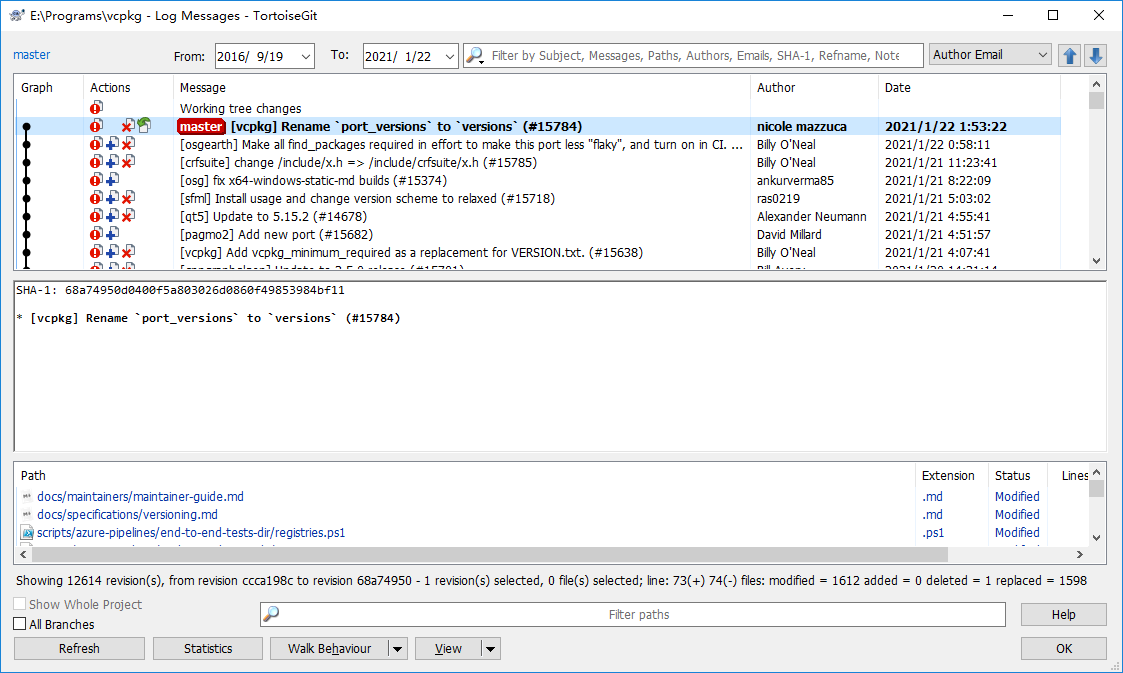 E:\Programs\vcpkg - Log Messages - TortoiseGit
master From: 2016/ 9/19 To: 2021/ 1/22 Filter by Subject, Messages, Paths, Authors, Emails, SHA-1, Refname, Note Author Email
Graph Actions Message Author Date
Working tree changes
master [vcpkg] Rename `port_versions` to `versions` (#15784) nicole mazzuca 2021/1/22 1:53:22
[osgearth] Make all find_packages required in effort to make this port less "flaky", and turn on in CI. ... Billy O'Neal 2021/1/22 0:58:11
[crfsuite] change /include/x.h => /include/crfsuite/x.h (#15785) Billy O'Neal 2021/1/21 11:23:41
[osg] fix x64-windows-static-md builds (#15374) ankurverma85 2021/1/21 8:22:09
[sfml] Install usage and change version scheme to relaxed (#15718) ras0219 2021/1/21 5:03:02
[qt5] Update to 5.15.2 (#14678) Alexander Neumann 2021/1/21 4:55:41
[pagmo2] Add new port (#15682) David Millard 2021/1/21 4:51:57
[vcpkg] Add vcpkg_minimum_required as a replacement for VERSION.txt. (#15638) Billy O'Neal 2021/1/21 4:07:41
SHA-1: 68a74950d0400f5a803026d0860f49853984bf11
* [vcpkg] Rename `port_versions` to `versions` (#15784)
Path Extension Status Lines
docs/maintainers/maintainer-guide.md .md Modified
docs/specifications/versioning.md .md Modified
scripts/azure-pipelines/end-to-end-tests-dir/registries.ps1 .ps1 Modified
Showing 12614 revision(s), from revision ccca198c to revision 68a74950 - 1 revision(s) selected, 0 file(s) selected; line: 73(+) 74(-) files: modified = 1612 added = 0 deleted = 1 replaced = 1598
Show Whole Project
Filter paths Help
All Branches
Refresh Statistics Walk Behaviour View OK